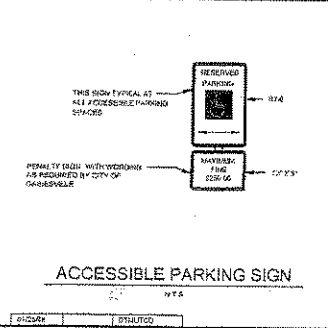 RESERVED
PARKING
THIS SIGN TYPICAL AT
ALL ACCESSIBLE PARKING
SPACES
PENALTY SIGN WITH WORDING
AS REQUIRED BY CITY OF
MAXIMUM
FINE
ACCESSIBLE PARKING SIGN
NTS